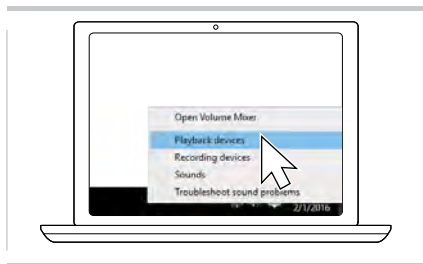 Open Volume Mixer
Playback devices
Recording devices
Sounds
Troubleshoot sound problems
2/1/2016